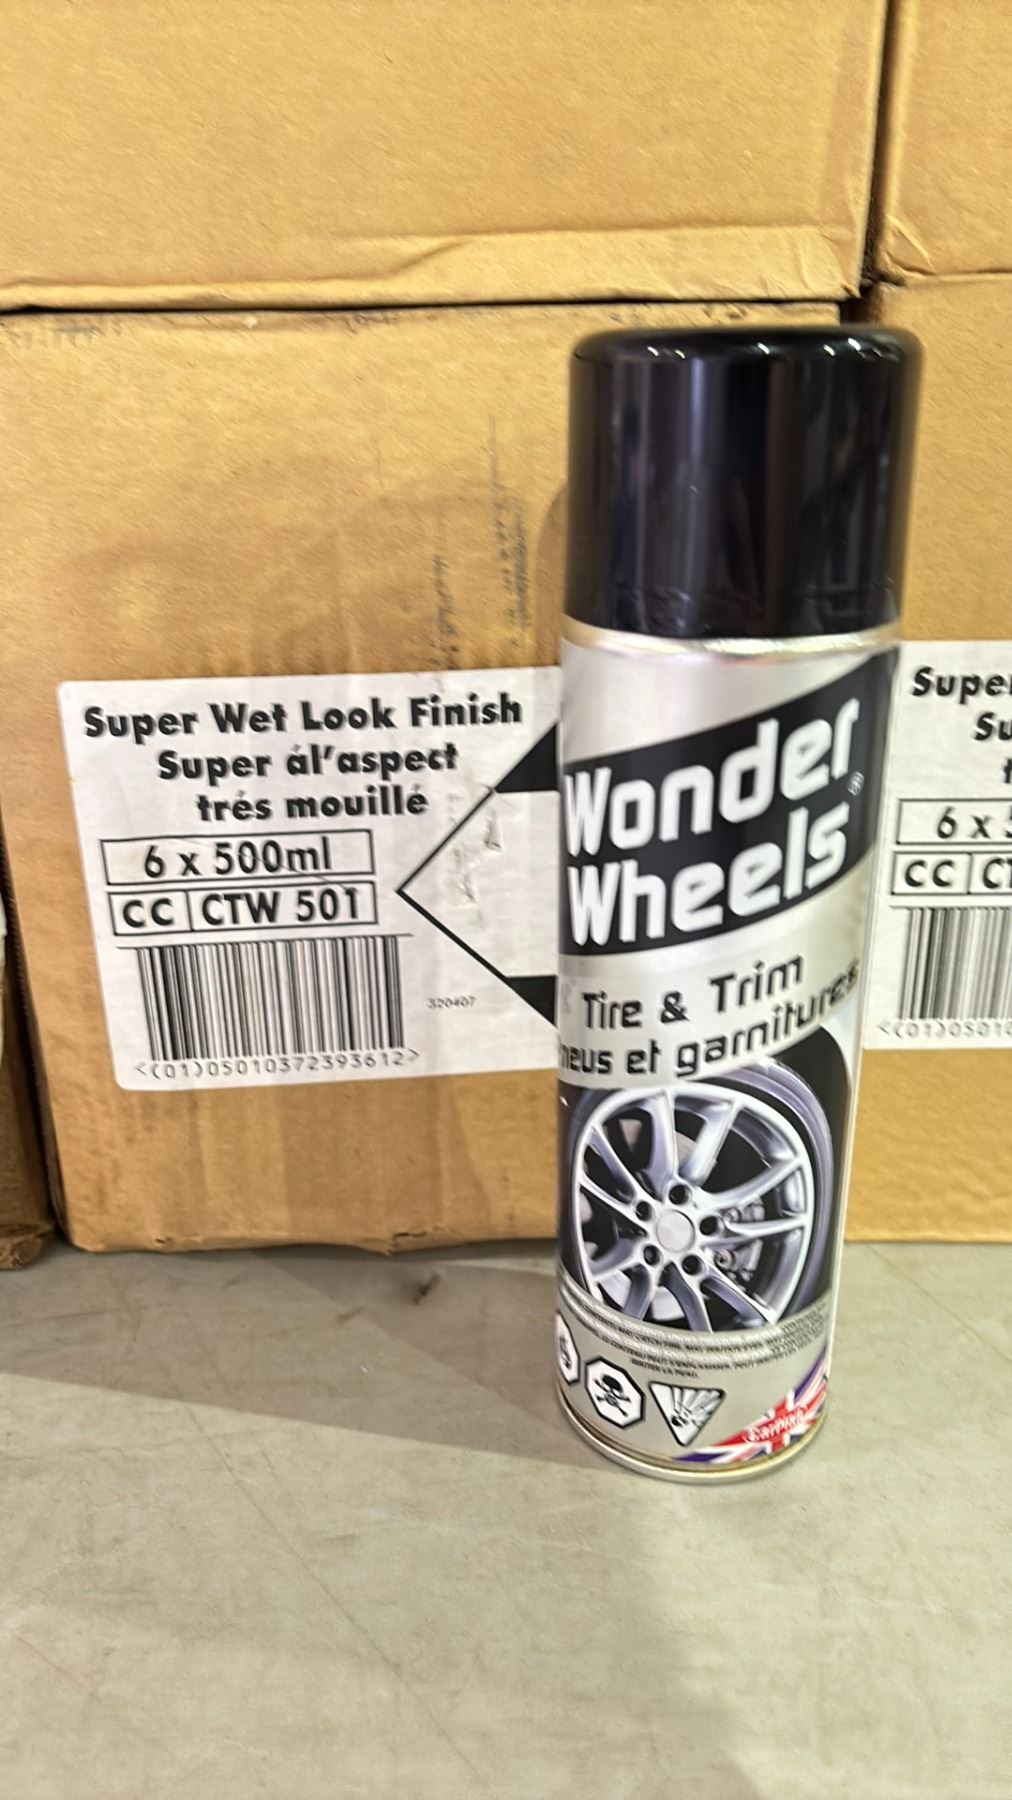 Super Wet Look Finish
Super ál'aspect
trés mouillé
6 x 500ml
CC CTW 501
320407
<(01)05010372393612>
Wonder
Wheels®
Tire & Trim
neus et garnitures
CarPlan
Super
Su
t
6 x 5
CC CT
<(01)0501